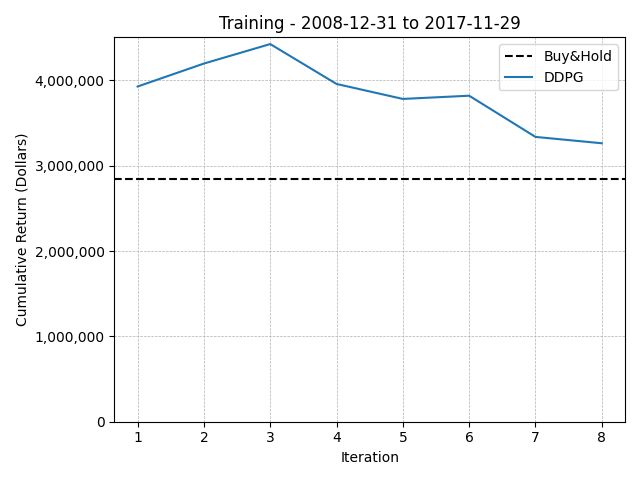 Training - 2008-12-31 to 2017-11-29
Buy&Hold
DDPG
Cumulative Return (Dollars)
4,000,000
3,000,000
2,000,000
1,000,000
0
1 2 3 4 5 6 7 8
Iteration